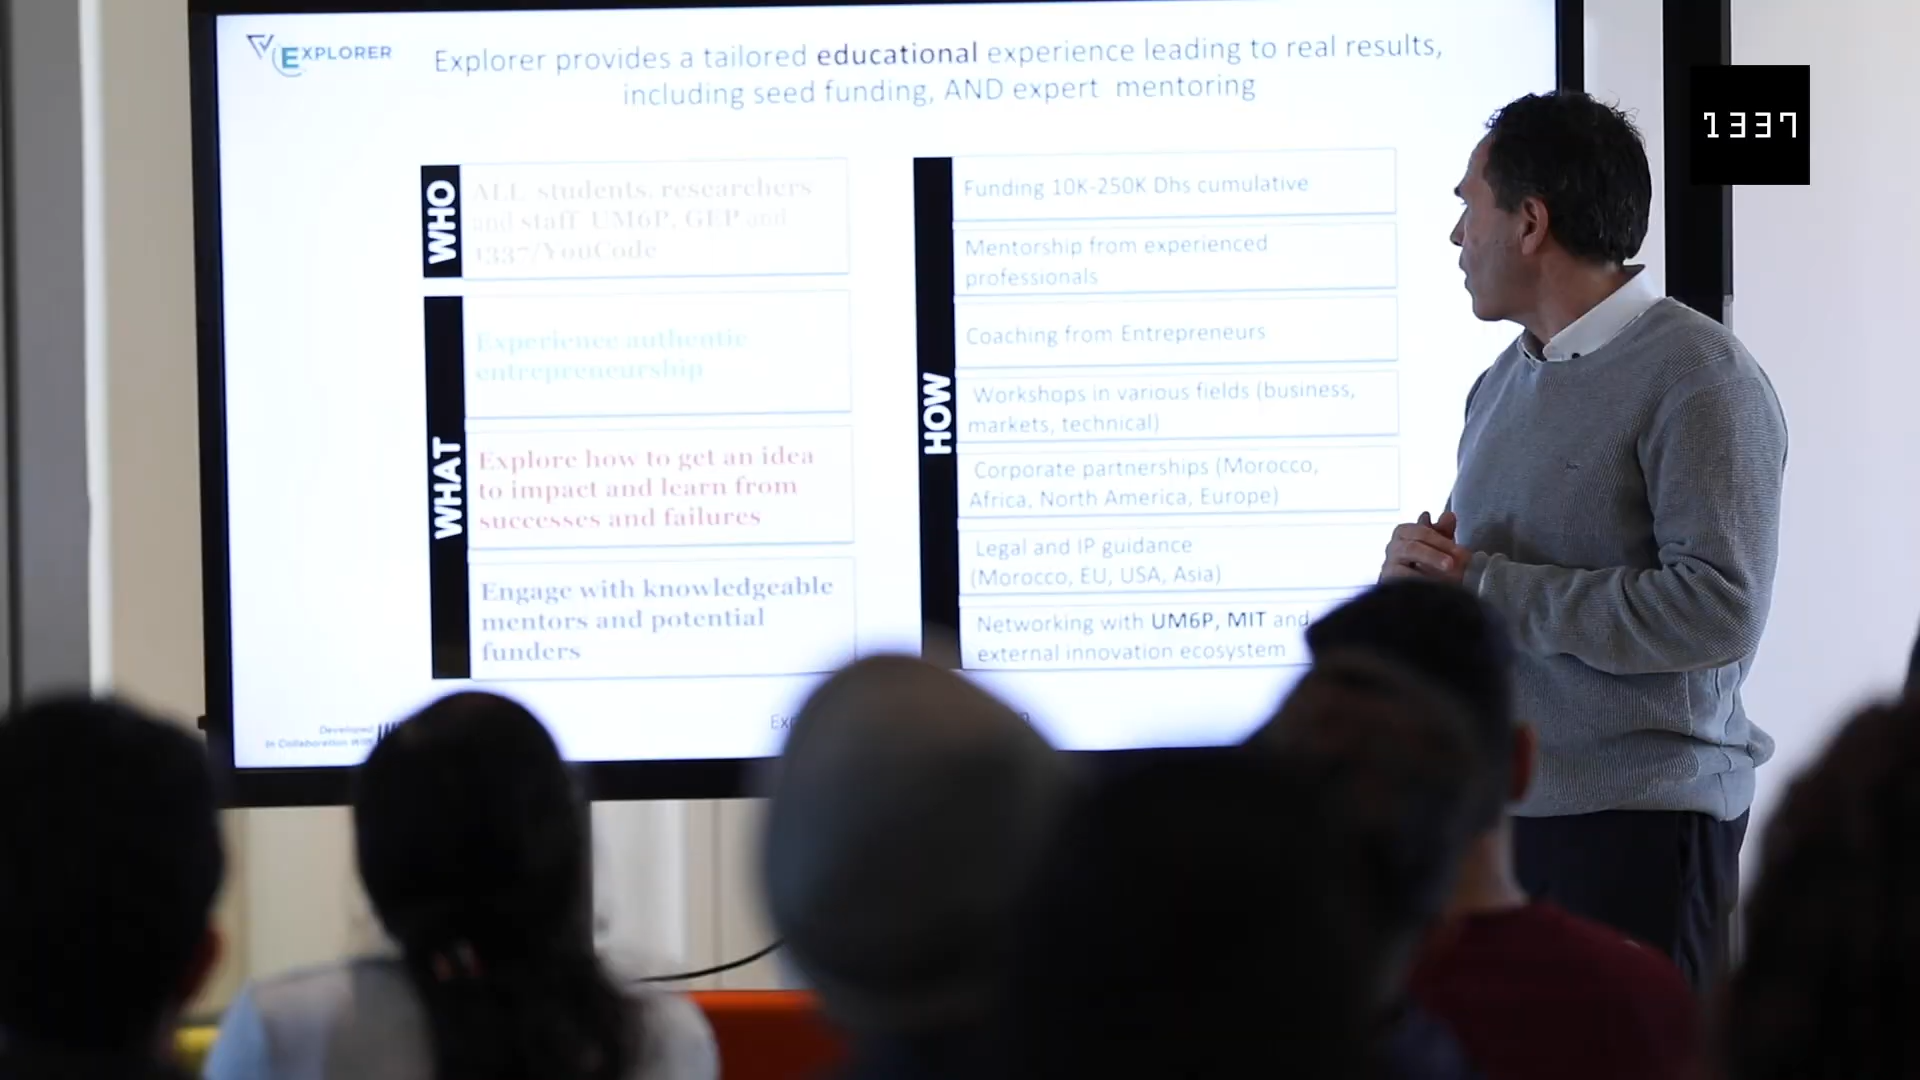 EXPLORER
Explorer provides a tailored educational experience leading to real results,
including seed funding, AND expert mentoring
1337
WHO
ALL students, researchers
and staff UM6P, GEP and
1337/YouCode
WHAT
Experience authentic
entrepreneurship
Explore how to get an idea
to impact and learn from
successes and failures
Engage with knowledgeable
mentors and potential
funders
HOW
Funding 10K-250K Dhs cumulative
Mentorship from experienced
professionals
Coaching from Entrepreneurs
Workshops in various fields (business,
markets, technical)
Corporate partnerships (Morocco,
Africa, North America, Europe)
Legal and IP guidance
(Morocco, EU, USA, Asia)
Networking with UM6P, MIT and
external innovation ecosystem
Developed
In Collaboration With